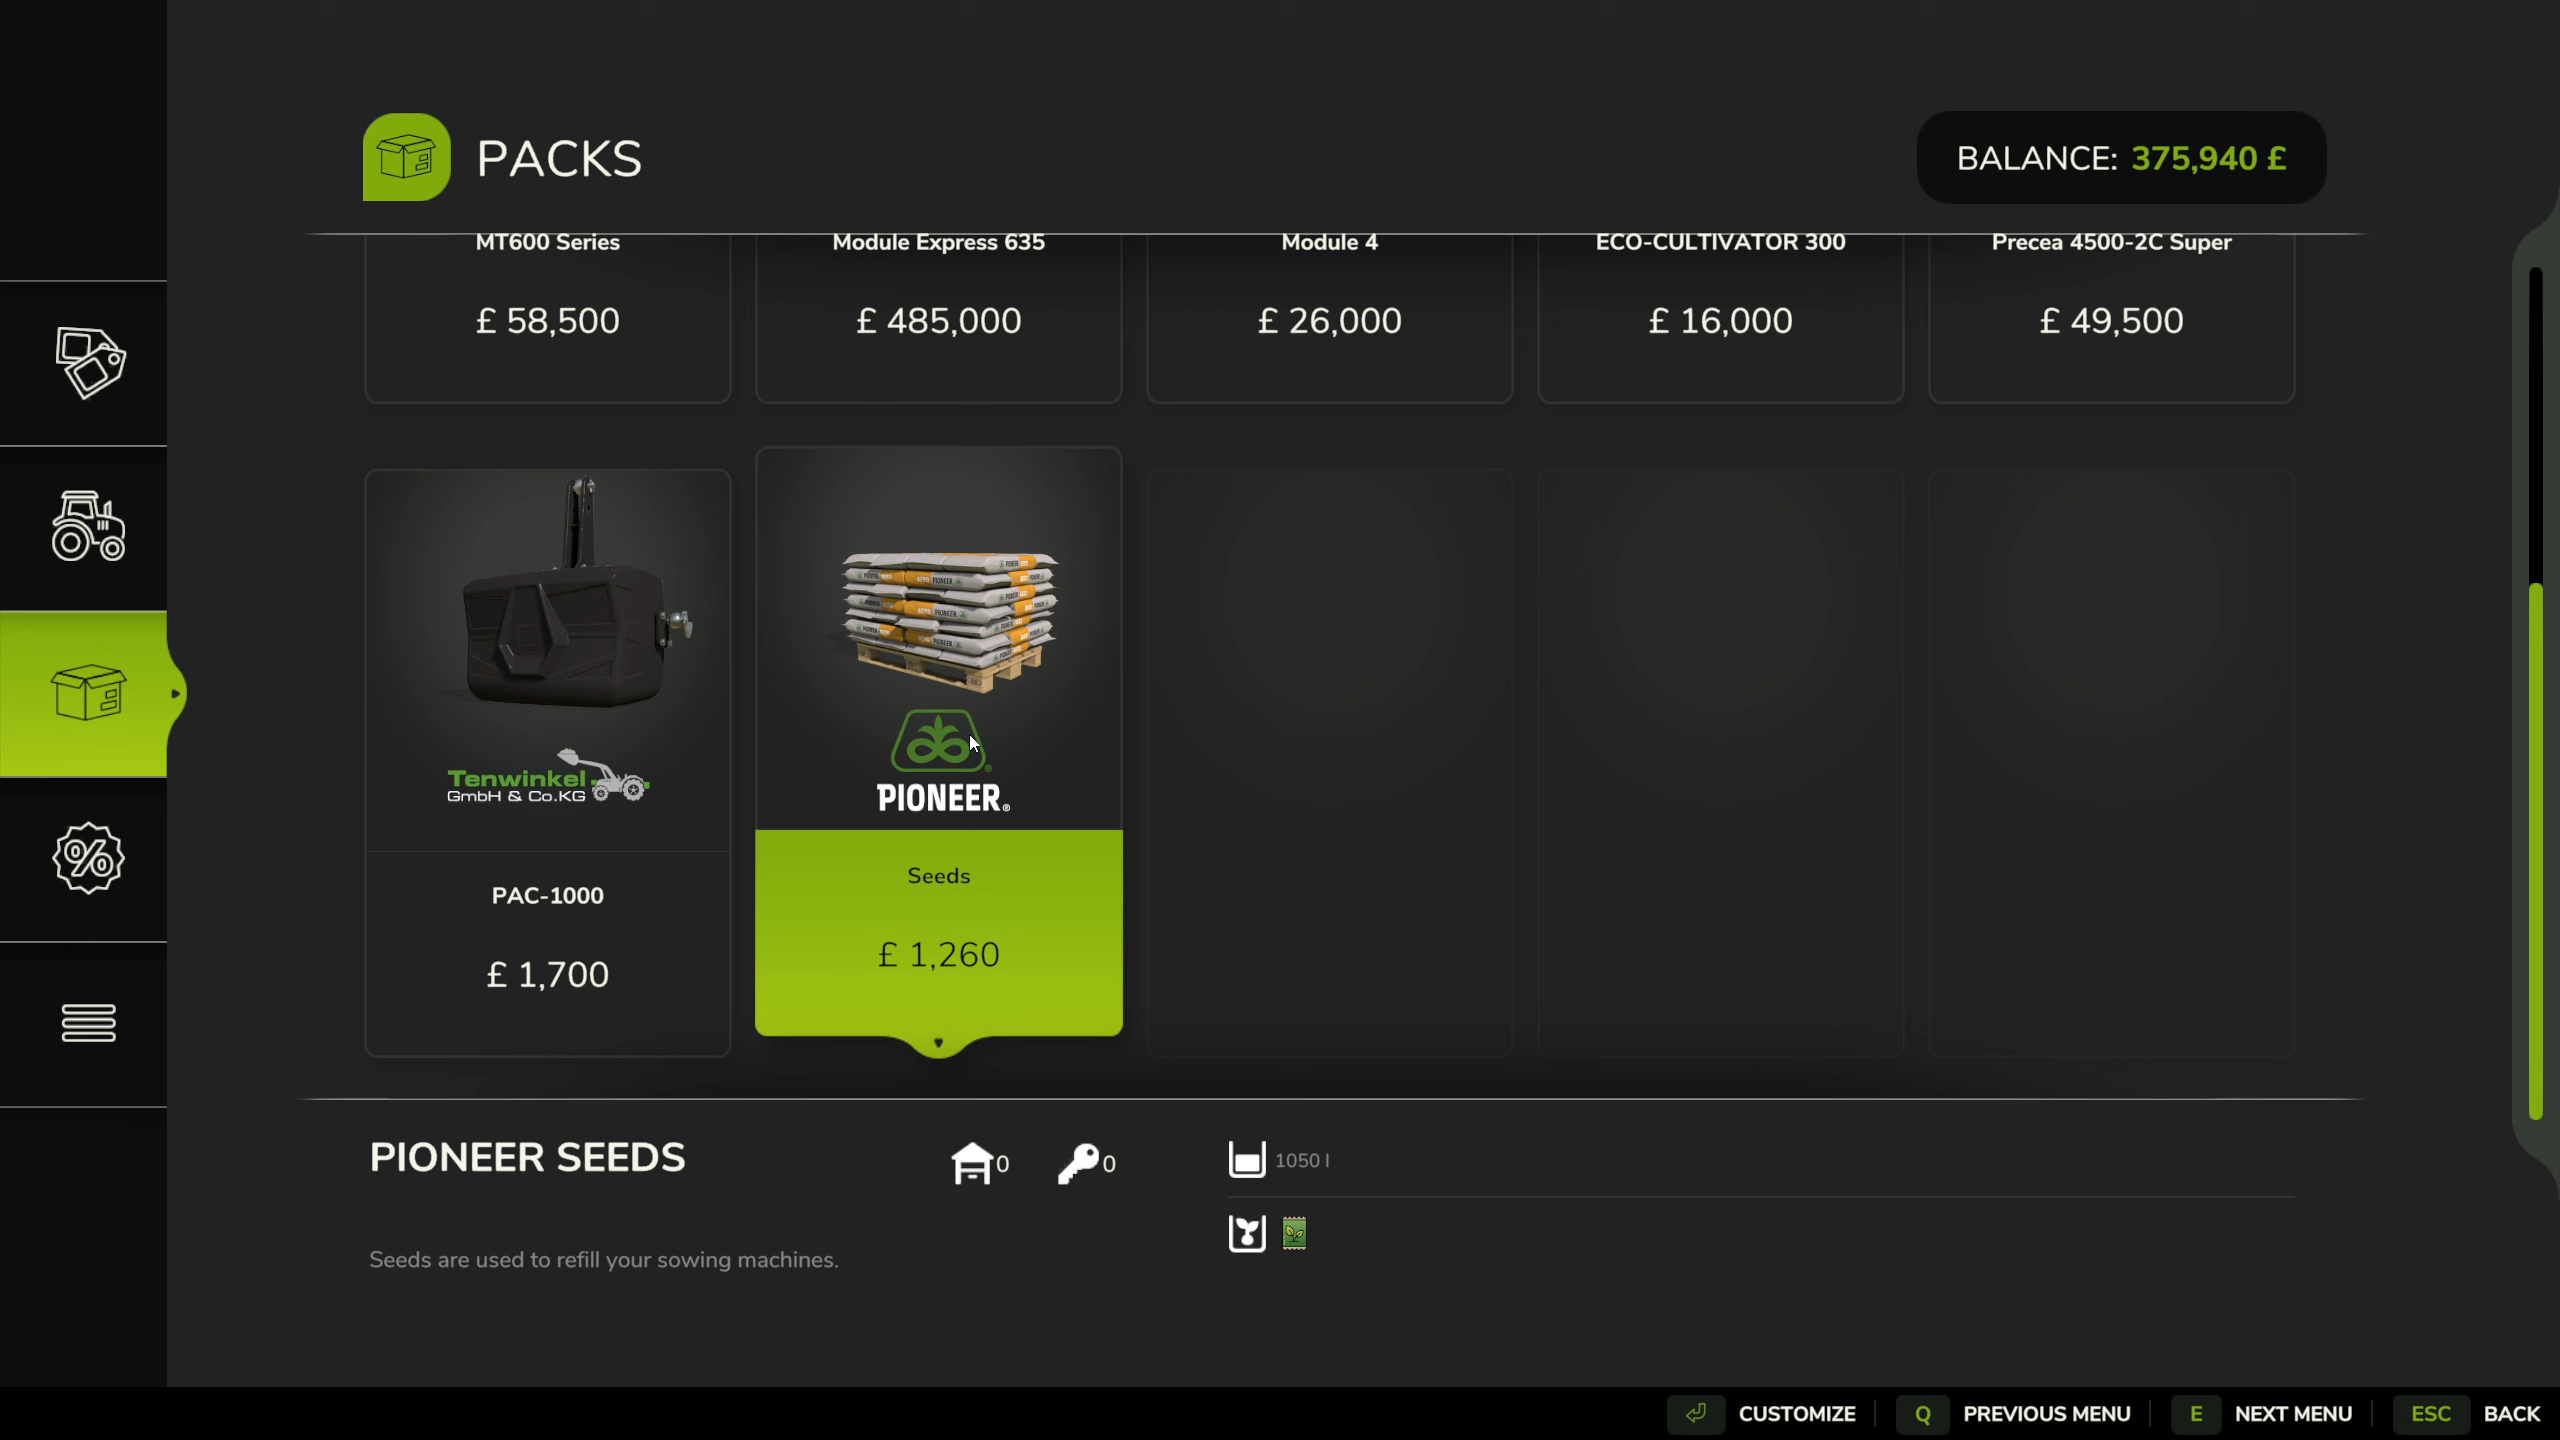 PACKS
BALANCE: 375,940 £
MT600 Series
£ 58,500
Module Express 635
£ 485,000
Module 4
£ 26,000
ECO-CULTIVATOR 300
£ 16,000
Precea 4500-2C Super
£ 49,500
Tenwinkel
GmbH & Co.KG
PAC-1000
£ 1,700
PIONEER®
Seeds
£ 1,260
PIONEER SEEDS
0
0
1050 l
Seeds are used to refill your sowing machines.
CUSTOMIZE
Q PREVIOUS MENU
E NEXT MENU
ESC BACK